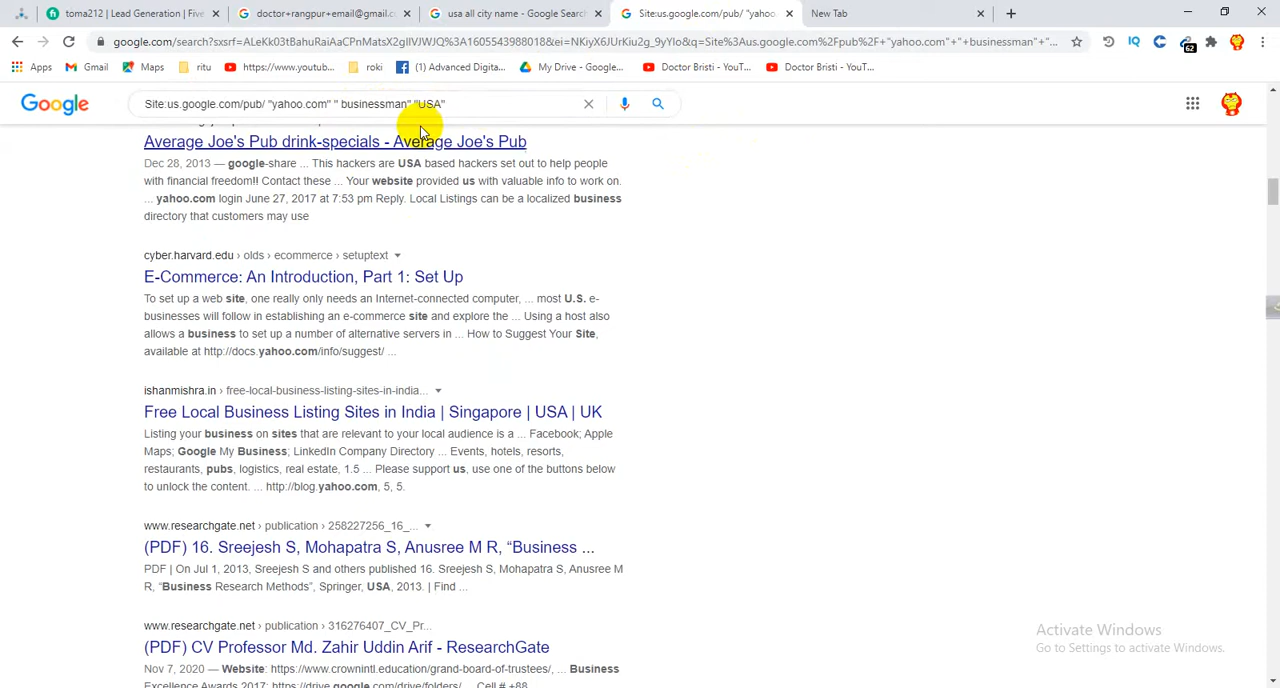 toma212 | Lead Generation | Fiver
doctor+rangpur+email@gmail.c
usa all city name - Google Search
Site:us.google.com/pub/ "yahoo.
New Tab
google.com/search?sxsrf=ALeKk03tBahuRaiAaCPnMatsX2gIIVJWJQ%3A1605543988018&ei=NKiyX6JUrKiu2g_9yYIo&q=Site%3Aus.google.com%2Fpub%2F+"yahoo.com"+"+businessman"+"...
62
Apps
Gmail
Maps
ritu
https://www.youtub...
roki
(1) Advanced Digita...
My Drive - Google...
Doctor Bristi - YouT...
Doctor Bristi - YouT...
Google
Site:us.google.com/pub/ "yahoo.com" " businessman" "USA"
Average Joe's Pub drink-specials - Average Joe's Pub
Dec 28, 2013 — google-share ... This hackers are USA based hackers set out to help people
with financial freedom!! Contact these ... Your website provided us with valuable info to work on.
... yahoo.com login June 27, 2017 at 7:53 pm Reply. Local Listings can be a localized business
directory that customers may use
cyber.harvard.edu › olds › ecommerce › setuptext
E-Commerce: An Introduction, Part 1: Set Up
To set up a web site, one really only needs an Internet-connected computer, ... most U.S. e-
businesses will follow in establishing an e-commerce site and explore the ... Using a host also
allows a business to set up a number of alternative servers in ... How to Suggest Your Site,
available at http://docs.yahoo.com/info/suggest/ ...
ishanmishra.in › free-local-business-listing-sites-in-india...
Free Local Business Listing Sites in India | Singapore | USA | UK
Listing your business on sites that are relevant to your local audience is a ... Facebook; Apple
Maps; Google My Business; LinkedIn Company Directory ... Events, hotels, resorts,
restaurants, pubs, logistics, real estate, 1.5 ... Please support us, use one of the buttons below
to unlock the content. ... http://blog.yahoo.com, 5, 5.
www.researchgate.net › publication › 258227256_16_...
(PDF) 16. Sreejesh S, Mohapatra S, Anusree M R, “Business ...
PDF | On Jul 1, 2013, Sreejesh S and others published 16. Sreejesh S, Mohapatra S, Anusree M
R, “Business Research Methods”, Springer, USA, 2013. | Find ...
www.researchgate.net › publication › 316276407_CV_Pr...
(PDF) CV Professor Md. Zahir Uddin Arif - ResearchGate
Nov 7, 2020 — Website: https://www.crownintl.education/grand-board-of-trustees/, ... Business
Excellence Awards 2017: https://drive.google.com/drive/folders/ ... Cell # +88
Activate Windows
Go to Settings to activate Windows.